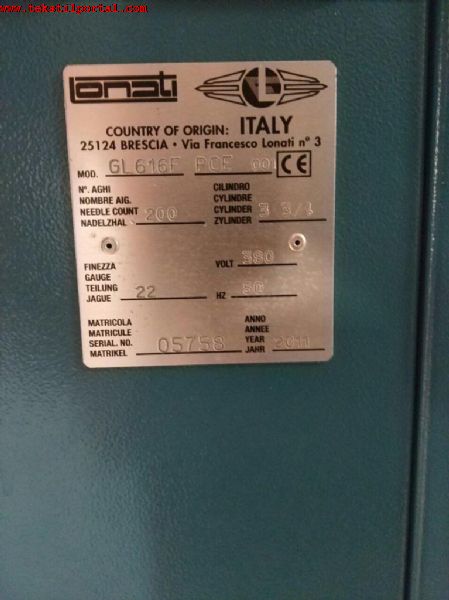 www.tekstilportal.com
Lonati
COUNTRY OF ORIGIN: ITALY
25124 BRESCIA • Via Francesco Lonati n° 3
MOD. GL616F PCE 00 CE
N° AGHI
NOMBRE AIG.
NEEDLE COUNT 200
NADELZHAL
CILINDRO
CYLINDRE
CYLINDER 3 3/4
ZYLINDER
FINEZZA
GAUGE
TEILUNG
JAGUE 22
VOLT 380
HZ 50
MATRICOLA
MATRICULE
SERIAL. NO. 05758
MATRIKEL
ANNO
ANNEE
YEAR 2011
JAHR